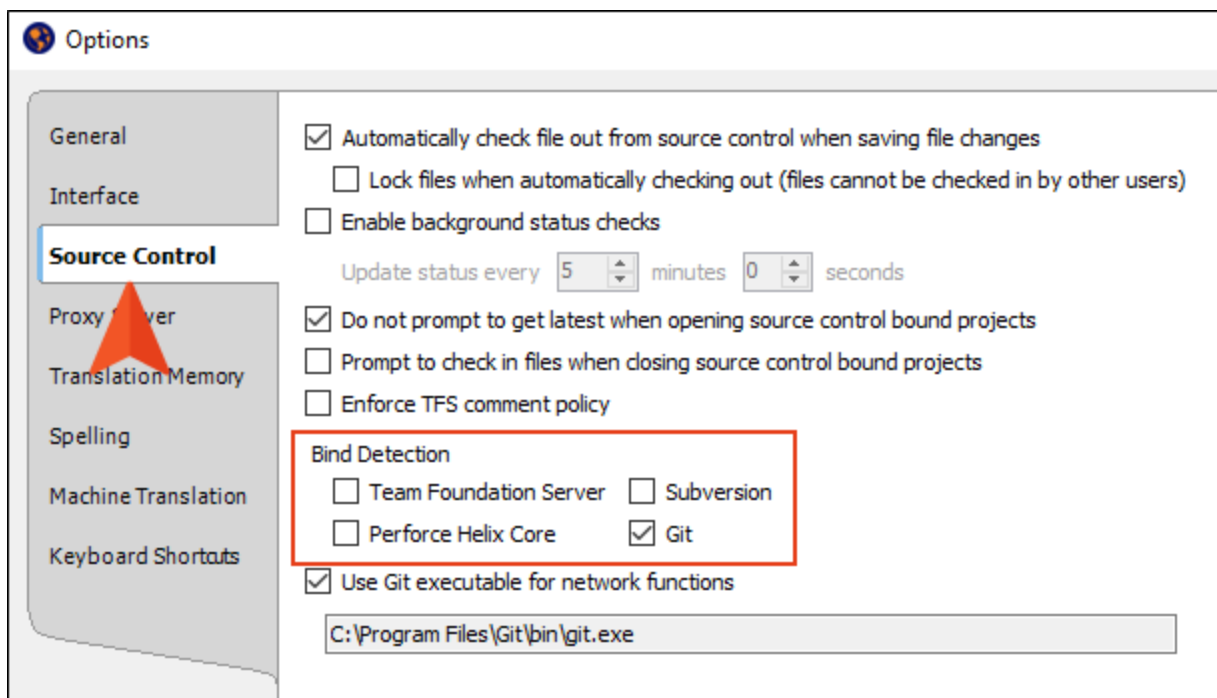 Options
General
Interface
Source Control
Proxy Server
Translation Memory
Spelling
Machine Translation
Keyboard Shortcuts
Automatically check file out from source control when saving file changes
Lock files when automatically checking out (files cannot be checked in by other users)
Enable background status checks
Update status every 5 minutes 0 seconds
Do not prompt to get latest when opening source control bound projects
Prompt to check in files when closing source control bound projects
Enforce TFS comment policy
Bind Detection
Team Foundation Server Subversion
Perforce Helix Core Git
Use Git executable for network functions
C:\Program Files\Git\bin\git.exe